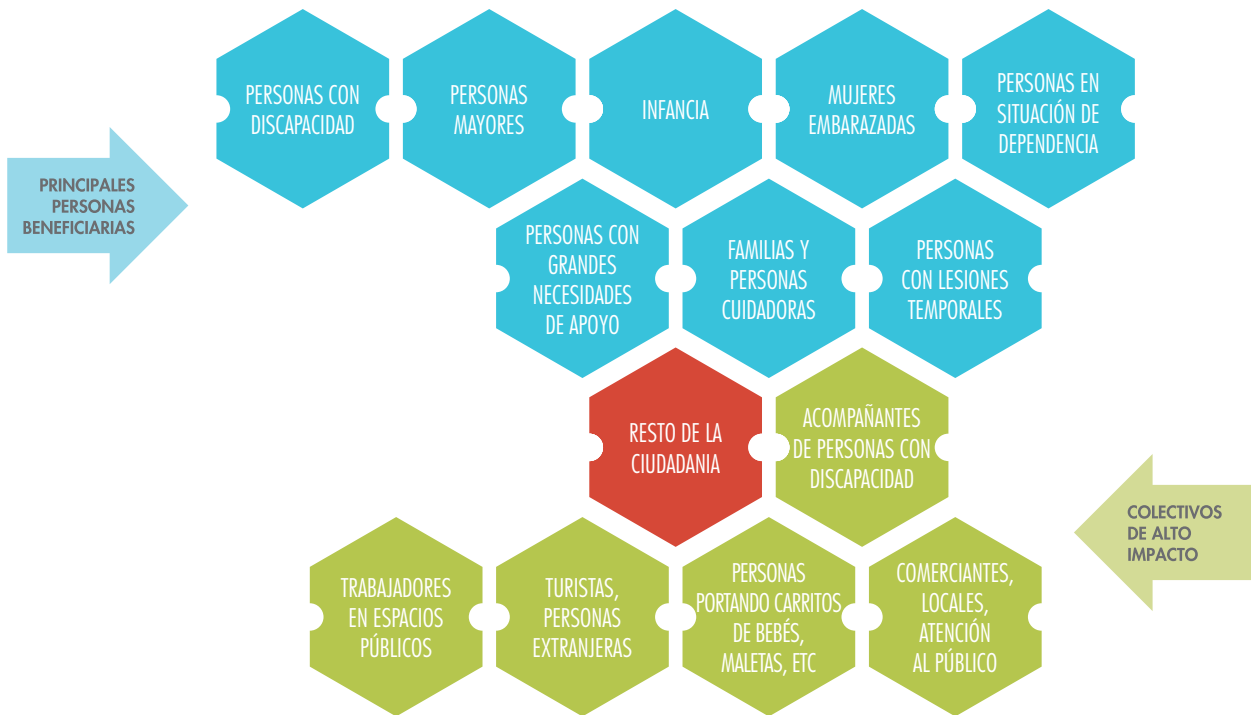 PERSONAS CON
DISCAPACIDAD
PERSONAS
MAYORES
INFANCIA
MUJERES
EMBARAZADAS
PERSONAS EN
SITUACIÓN DE
DEPENDENCIA
PRINCIPALES
PERSONAS
BENEFICIARIAS
PERSONAS CON
GRANDES
NECESIDADES
DE APOYO
FAMILIAS Y
PERSONAS
CUIDADORAS
PERSONAS
CON LESIONES
TEMPORALES
RESTO DE LA
CIUDADANIA
ACOMPAÑANTES
DE PERSONAS CON
DISCAPACIDAD
COLECTIVOS
DE ALTO
IMPACTO
TRABAJADORES
EN ESPACIOS
PÚBLICOS
TURISTAS,
PERSONAS
EXTRANJERAS
PERSONAS
PORTANDO CARRITOS
DE BEBÉS,
MALETAS, ETC
COMERCIANTES,
LOCALES,
ATENCIÓN
AL PÚBLICO